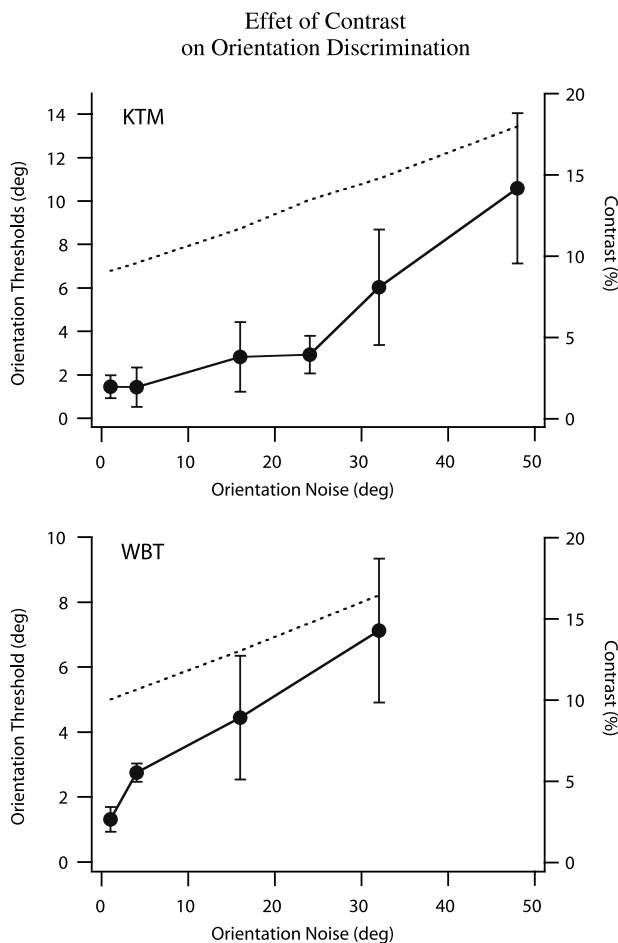 Effet of Contrast
on Orientation Discrimination
KTM
14
12
10
8
6
4
2
0
Orientation Thresholds (deg)
20
15
10
5
0
Contrast (%)
0 10 20 30 40 50
Orientation Noise (deg)
WBT
10
8
6
4
2
0
Orientation Threshold (deg)
20
15
10
5
0
Contrast (%)
0 10 20 30 40 50
Orientation Noise (deg)